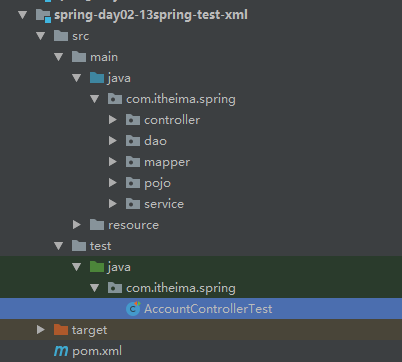 spring-day02-13spring-test-xml
src
main
java
com.itheima.spring
controller
dao
mapper
pojo
service
resource
test
java
com.itheima.spring
AccountControllerTest
target
pom.xml